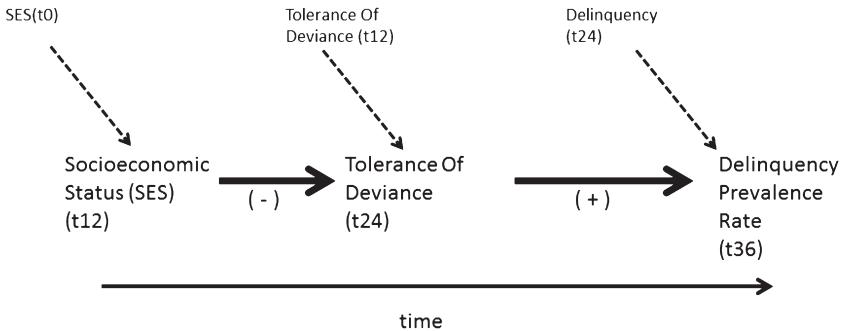 SES(t0)
Tolerance Of
Deviance (t12)
Delinquency
(t24)
Socioeconomic
Status (SES)
(t12)
( - )
Tolerance Of
Deviance
(t24)
( + )
Delinquency
Prevalence
Rate
(t36)
time